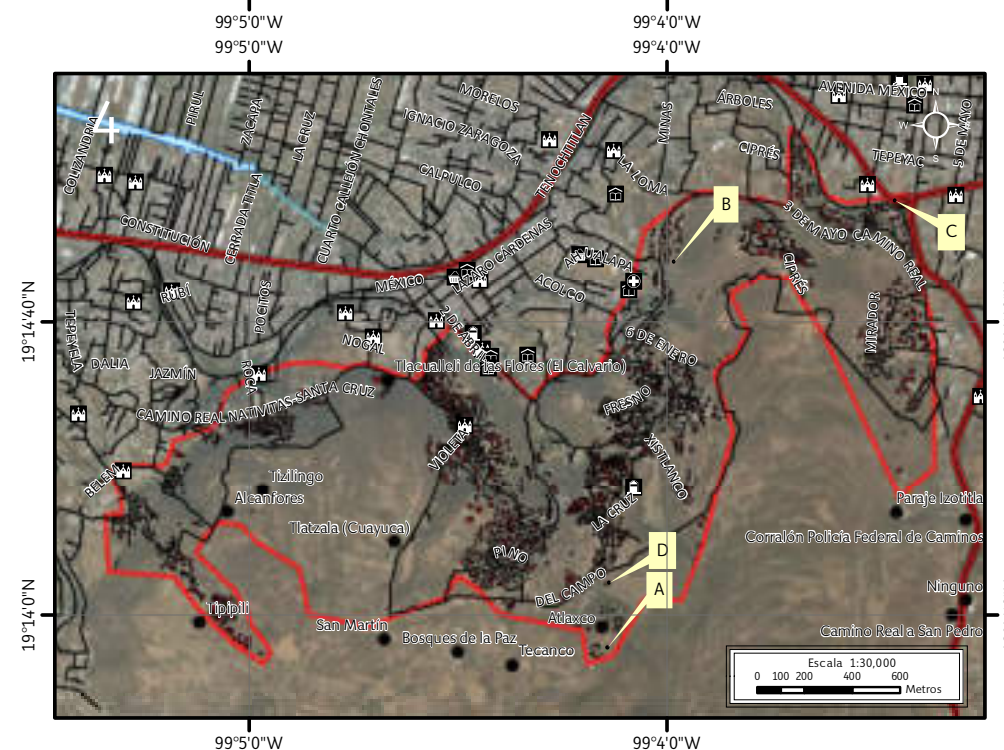 99°5'0"W
99°4'0"W
99°5'0"W
99°4'0"W
AVENIDA MÉXICO
N
W
S
ÁRBOLES
MORELOS
PIRUL
ZACAPA
LA CRUZ
CUARTO CALLEJÓN CHONTALES
IGNACIO ZARAGOZA
MINAS
5 DE MAYO
COLIZANDRIA
TENOCHTITLAN
CIPRÉS
TEPEYAC
CALPULCO
LA LOMA
CERRADA TITLA
B
CONSTITUCIÓN
3 DE MAYO
CAMINO REAL
C
LAZARO CÁRDENAS
AHUALAPA
MÉXICO
ACOLCO
CIPRÉS
RUBÍ
POCITOS
19°14'40"N
TEPEYELA
2 DE ABRIL
MIRADOR
NOGAL
6 DE ENERO
DALIA
JAZMÍN
ROCA
Tlacualleli de las Flores (El Calvario)
CAMINO REAL NATIVITAS-SANTA CRUZ
FRESNO
VIOLETA
XISTLANCO
BELEM
Tizilingo
Alcanfores
Paraje Izotitla
LA CRUZ
Tlatzala (Cuayuca)
Corralón Policía Federal de Caminos
PINO
D
DEL CAMPO
A
Ninguno
19°14'0"N
Tipipili
San Martín
Atlaxco
Camino Real a San Pedro
Bosques de la Paz
Tecanco
Escala 1:30,000
0 100 200 400 600
Metros
99°5'0"W
99°4'0"W